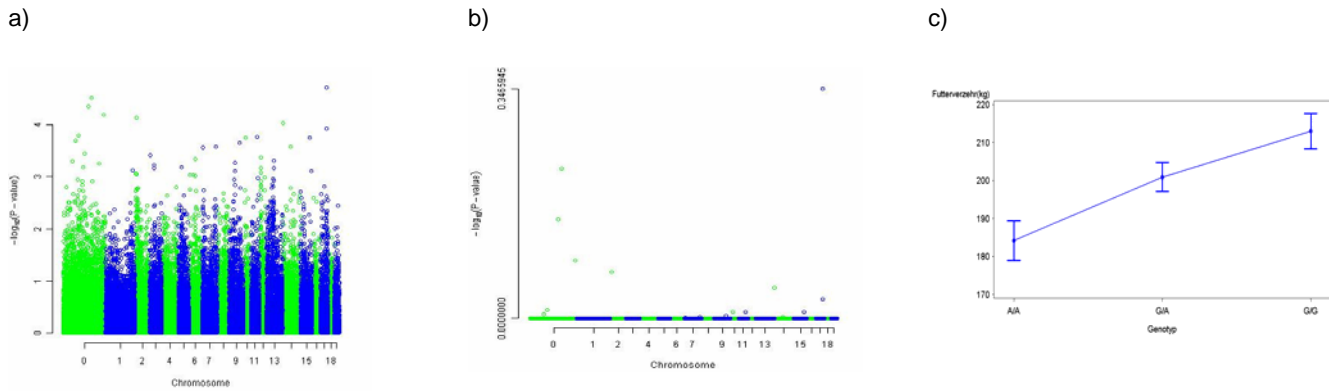 a)
b)
c)
−log10(P−value)
4
3
2
1
0
0 1 2 4 6 7 9 11 13 15 18
Chromosome
−log10(P−value)
0.3465945
0.0000000
0 1 2 4 6 7 9 11 13 15 18
Chromosome
Futterverzehr(kg)
220
210
200
190
180
170
A/A G/A G/G
Genotyp